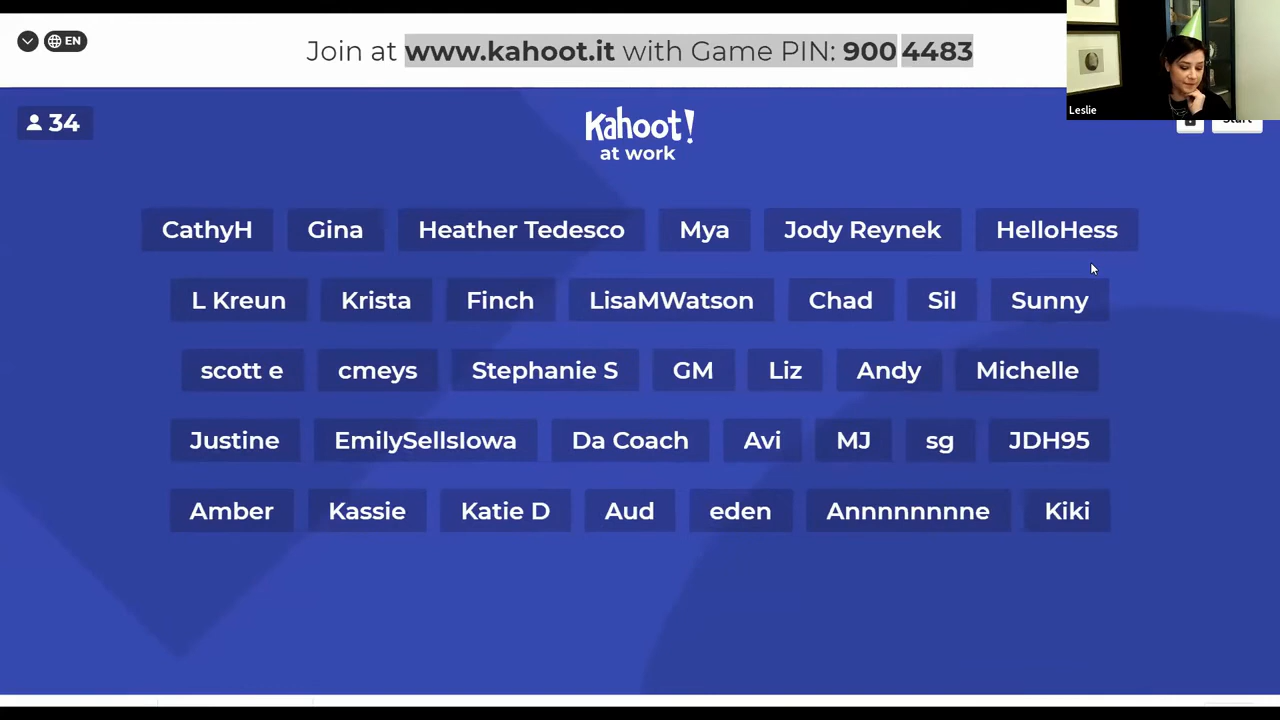 EN
Join at www.kahoot.it with Game PIN: 900 4483
Leslie
34
Kahoot!
at work
Start
CathyH Gina Heather Tedesco Mya Jody Reynek HelloHess
L Kreun Krista Finch LisaMWatson Chad Sil Sunny
scott e cmeys Stephanie S GM Liz Andy Michelle
Justine EmilySellsIowa Da Coach Avi MJ sg JDH95
Amber Kassie Katie D Aud eden Annnnnnnne Kiki